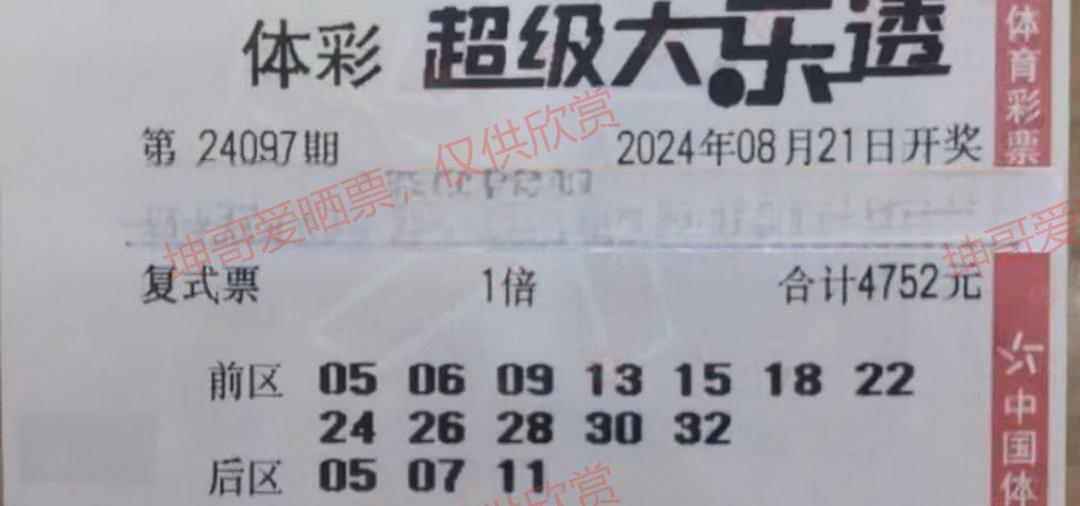 体彩 超级大乐透
第 24097期 2024年08月21日开奖
复式票 1倍 合计4752元
前区 05 06 09 13 15 18 22
24 26 28 30 32
后区 05 07 11
体育彩票
中国体
坤哥爱晒票，仅供欣赏
坤哥爱
供欣赏